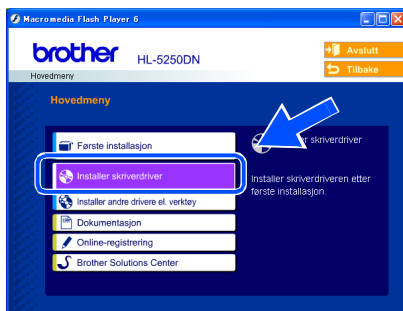 Macromedia Flash Player 6
brother HL-5250DN
Avslutt
Tilbake
Hovedmeny
Hovedmeny
Første installasjon
Installer skriverdriver
Installer andre drivere el. verktøy
Dokumentasjon
Online-registrering
Brother Solutions Center
skriverdriver
Installer skriverdriveren etter
første installasjon.